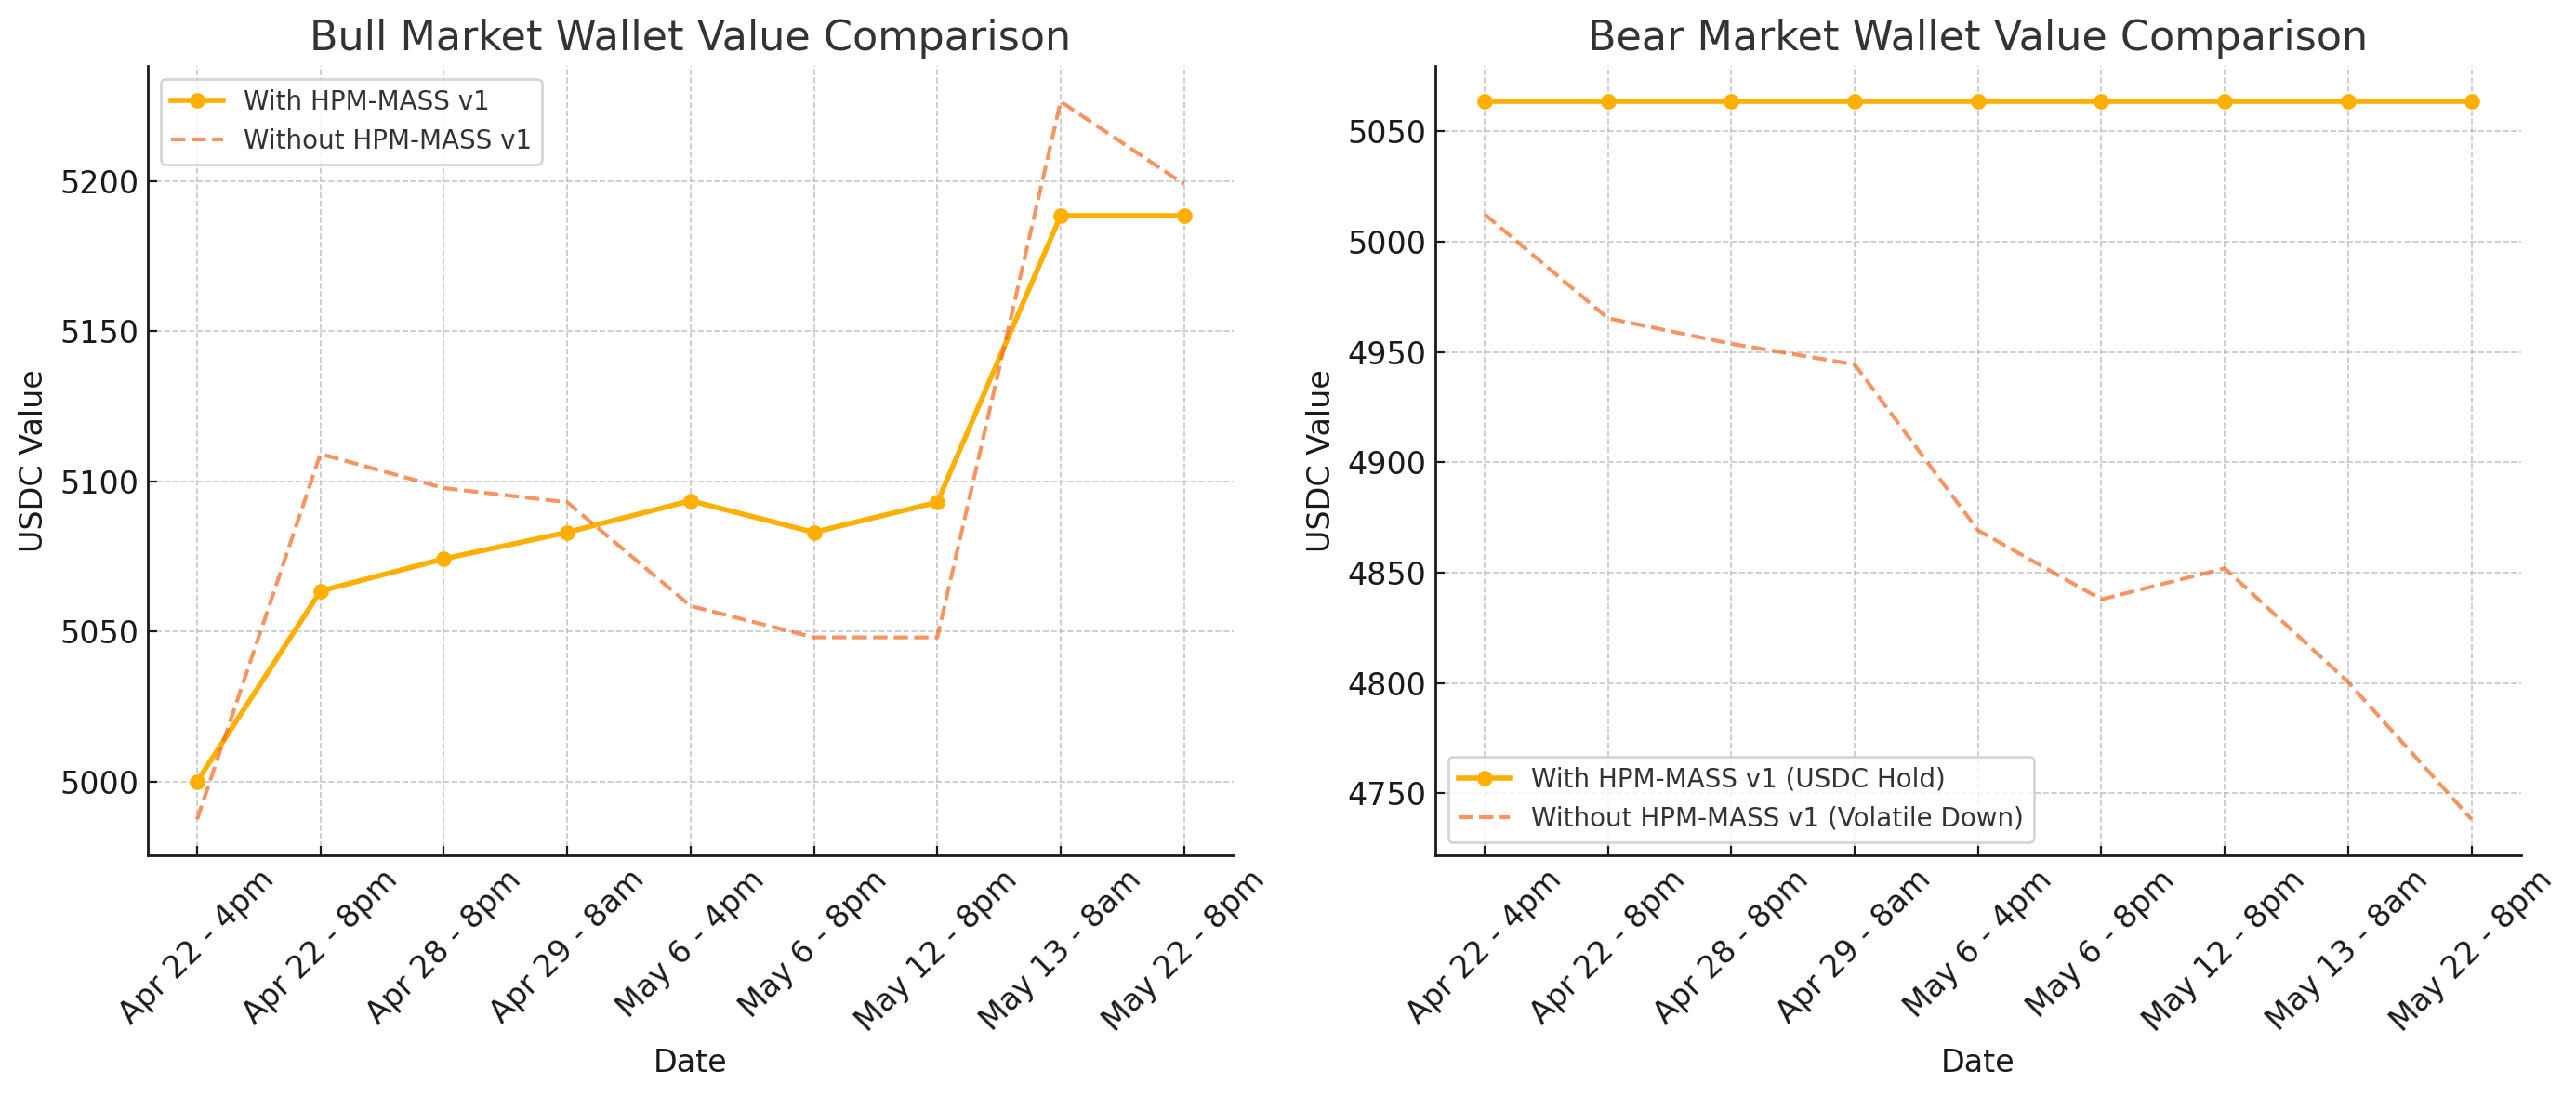 Bull Market Wallet Value Comparison
With HPM-MASS v1
Without HPM-MASS v1
USDC Value
5200
5150
5100
5050
5000
Apr 22 - 4pm
Apr 22 - 8pm
Apr 28 - 8pm
Apr 29 - 8am
May 6 - 4pm
May 6 - 8pm
May 12 - 8pm
May 13 - 8am
May 22 - 8pm
Date
Bear Market Wallet Value Comparison
USDC Value
5050
5000
4950
4900
4850
4800
4750
With HPM-MASS v1 (USDC Hold)
Without HPM-MASS v1 (Volatile Down)
Apr 22 - 4pm
Apr 22 - 8pm
Apr 28 - 8pm
Apr 29 - 8am
May 6 - 4pm
May 6 - 8pm
May 12 - 8pm
May 13 - 8am
May 22 - 8pm
Date